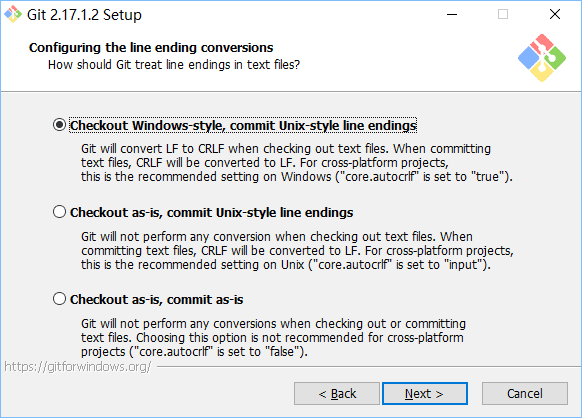 Git 2.17.1.2 Setup
Configuring the line ending conversions
How should Git treat line endings in text files?
Checkout Windows-style, commit Unix-style line endings
Git will convert LF to CRLF when checking out text files. When committing
text files, CRLF will be converted to LF. For cross-platform projects,
this is the recommended setting on Windows ("core.autocrlf" is set to "true").
Checkout as-is, commit Unix-style line endings
Git will not perform any conversion when checking out text files. When
committing text files, CRLF will be converted to LF. For cross-platform projects,
this is the recommended setting on Unix ("core.autocrlf" is set to "input").
Checkout as-is, commit as-is
Git will not perform any conversions when checking out or committing
text files. Choosing this option is not recommended for cross-platform
projects ("core.autocrlf" is set to "false").
https://gitforwindows.org/
< Back
Next >
Cancel